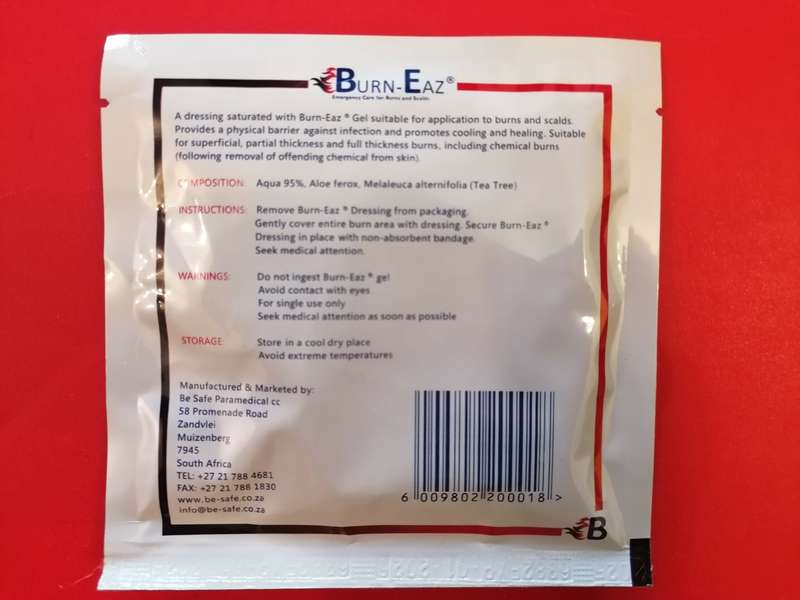 BURN-EAZ®
Emergency Care for Burns and Scalds
A dressing saturated with Burn-Eaz ® Gel suitable for application to burns and scalds.
Provides a physical barrier against infection and promotes cooling and healing. Suitable
for superficial, partial thickness and full thickness burns, including chemical burns
(following removal of offending chemical from skin).
COMPOSITION: Aqua 95%, Aloe ferox, Melaleuca alternifolia (Tea Tree)
INSTRUCTIONS: Remove Burn-Eaz ® Dressing from packaging.
Gently cover entire burn area with dressing. Secure Burn-Eaz ®
Dressing in place with non-absorbent bandage.
Seek medical attention.
WARNINGS: Do not ingest Burn-Eaz ® gel
Avoid contact with eyes
For single use only
Seek medical attention as soon as possible
STORAGE: Store in a cool dry place
Avoid extreme temperatures
Manufactured & Marketed by:
Be Safe Paramedical cc
58 Promenade Road
Zandvlei
Muizenberg
7945
South Africa
TEL: +27 21 788 4681
FAX: +27 21 788 1830
www.be-safe.co.za
info@be-safe.co.za
6 009802 200018 >
B